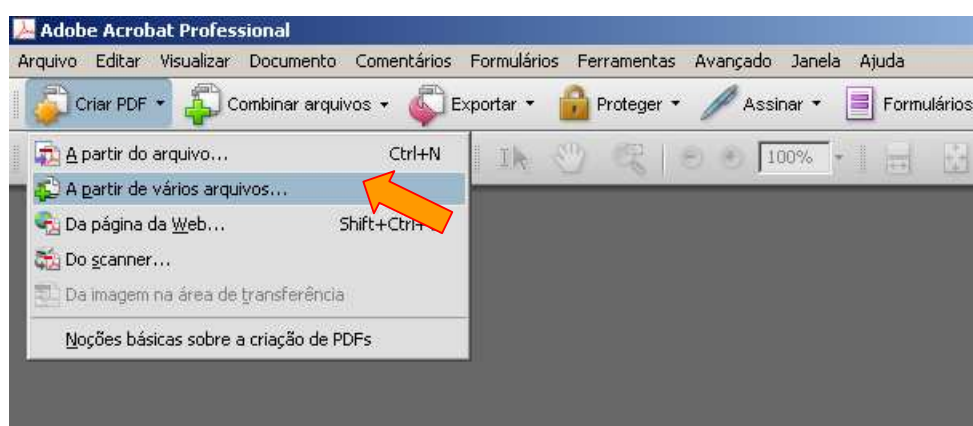 Adobe Acrobat Professional
Arquivo Editar Visualizar Documento Comentários Formulários Ferramentas Avançado Janela Ajuda
Criar PDF Combinar arquivos Exportar Proteger Assinar Formulários
100%
A partir do arquivo... Ctrl+N
A partir de vários arquivos...
Da página da Web... Shift+Ctrl+
Do scanner...
Da imagem na área de transferência
Noções básicas sobre a criação de PDFs